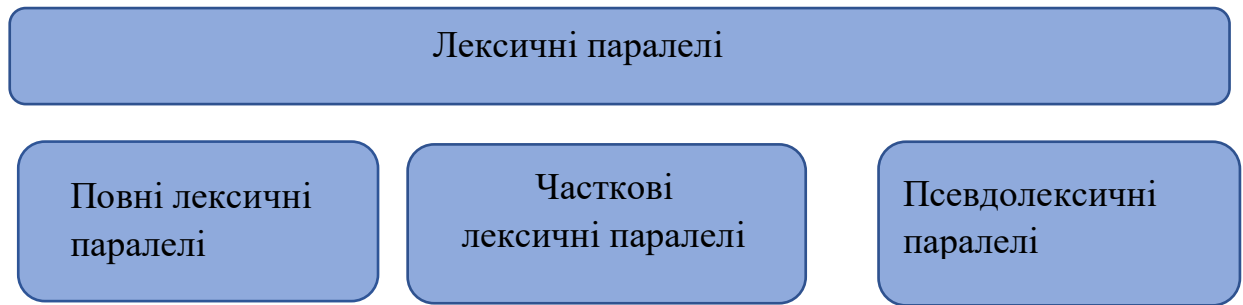 Лексичні паралелі
Повні лексичні
паралелі
Часткові
лексичні паралелі
Псевдолексичні
паралелі